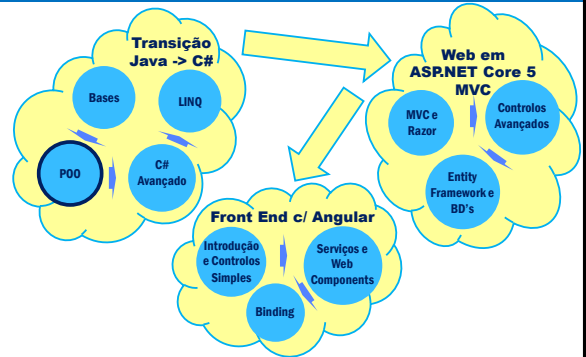 Transição
Java -> C#
Bases
LINQ
POO
C#
Avançado
Web em
ASP.NET Core 5
MVC
MVC e
Razor
Controlos
Avançados
Entity
Framework e
BD's
Front End c/ Angular
Introdução
e Controlos
Simples
Serviços e
Web
Components
Binding